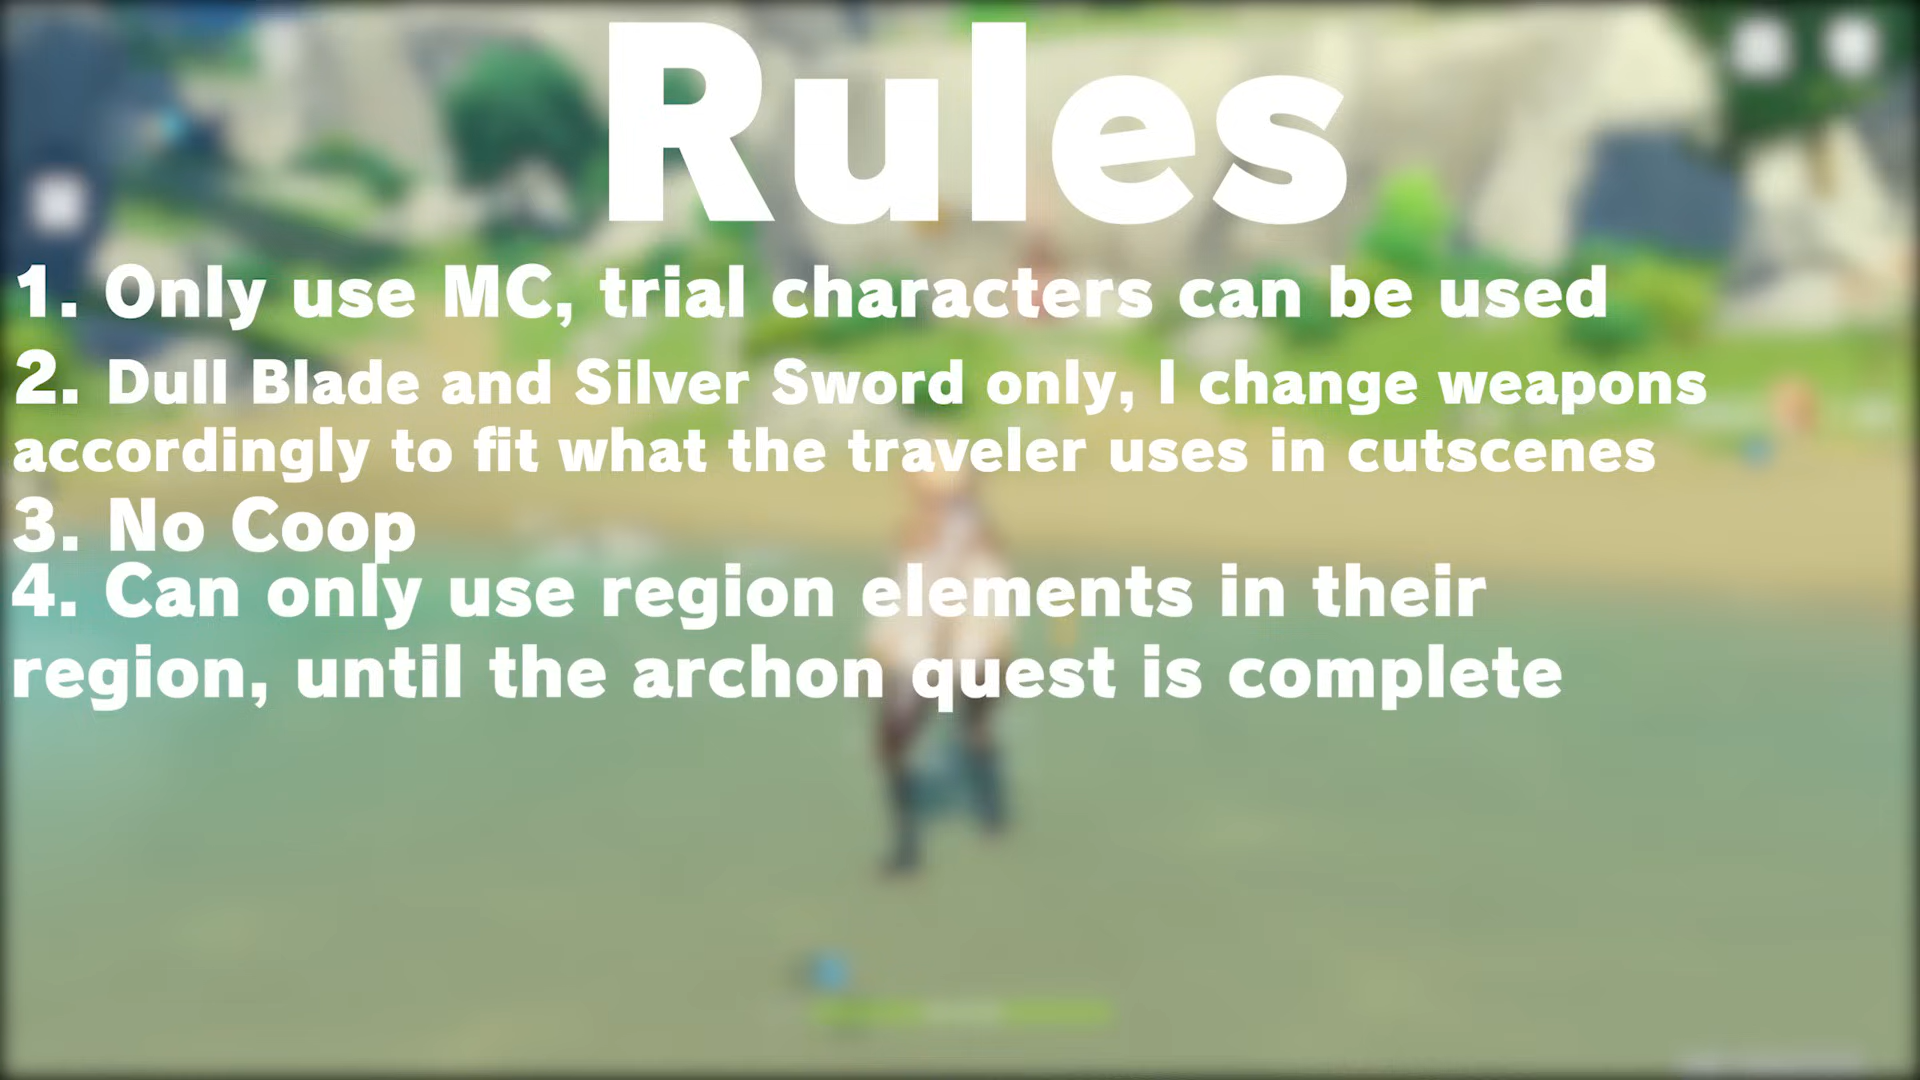 Rules
1. Only use MC, trial characters can be used
2. Dull Blade and Silver Sword only, I change weapons
accordingly to fit what the traveler uses in cutscenes
3. No Coop
4. Can only use region elements in their
region, until the archon quest is complete